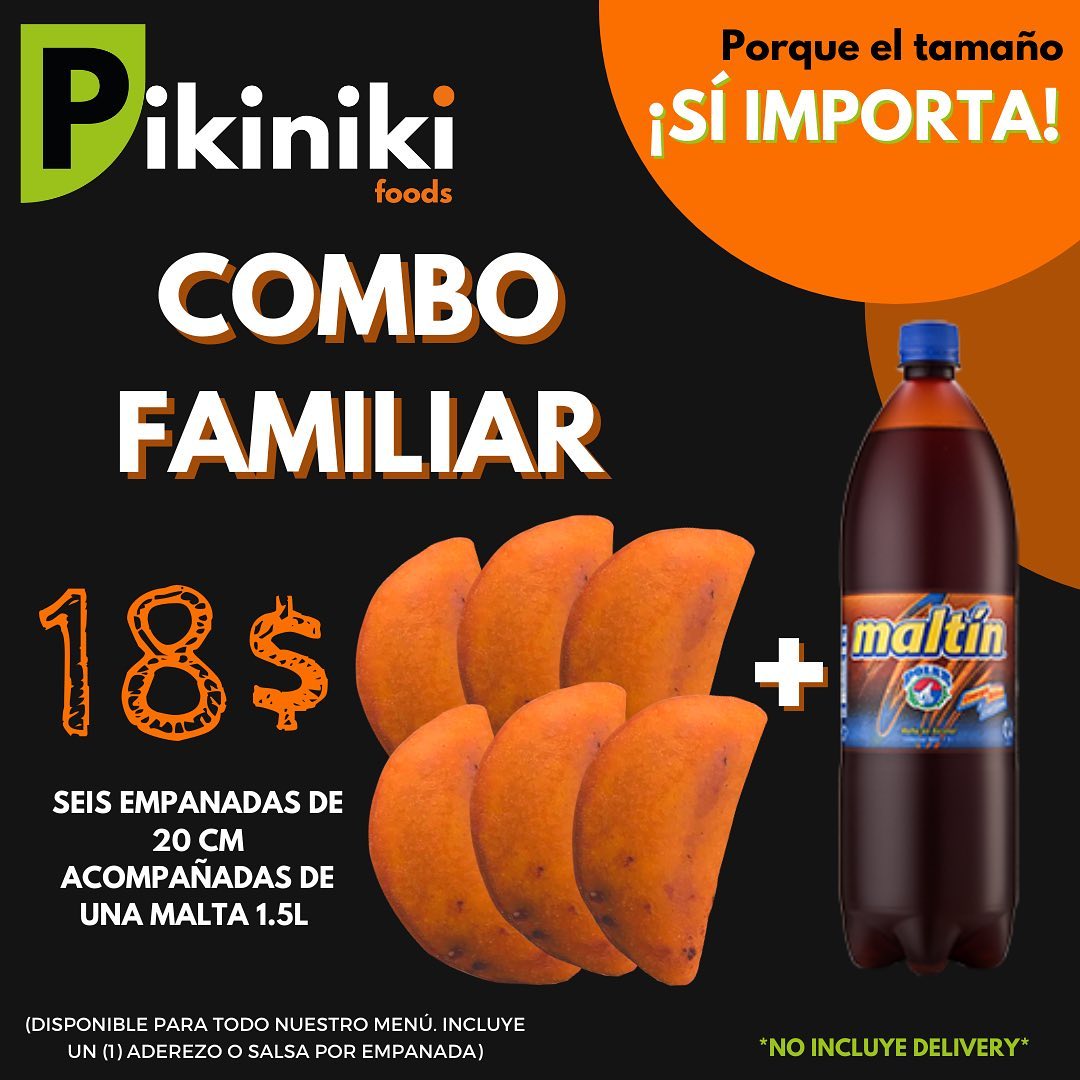 Pikiniki
foods
Porque el tamaño
¡SÍ IMPORTA!
COMBO
FAMILIAR
18$
SEIS EMPANADAS DE
20 CM
ACOMPAÑADAS DE
UNA MALTA 1.5L
+
maltín
POLAR
(DISPONIBLE PARA TODO NUESTRO MENÚ. INCLUYE
UN (1) ADEREZO O SALSA POR EMPANADA)
*NO INCLUYE DELIVERY*